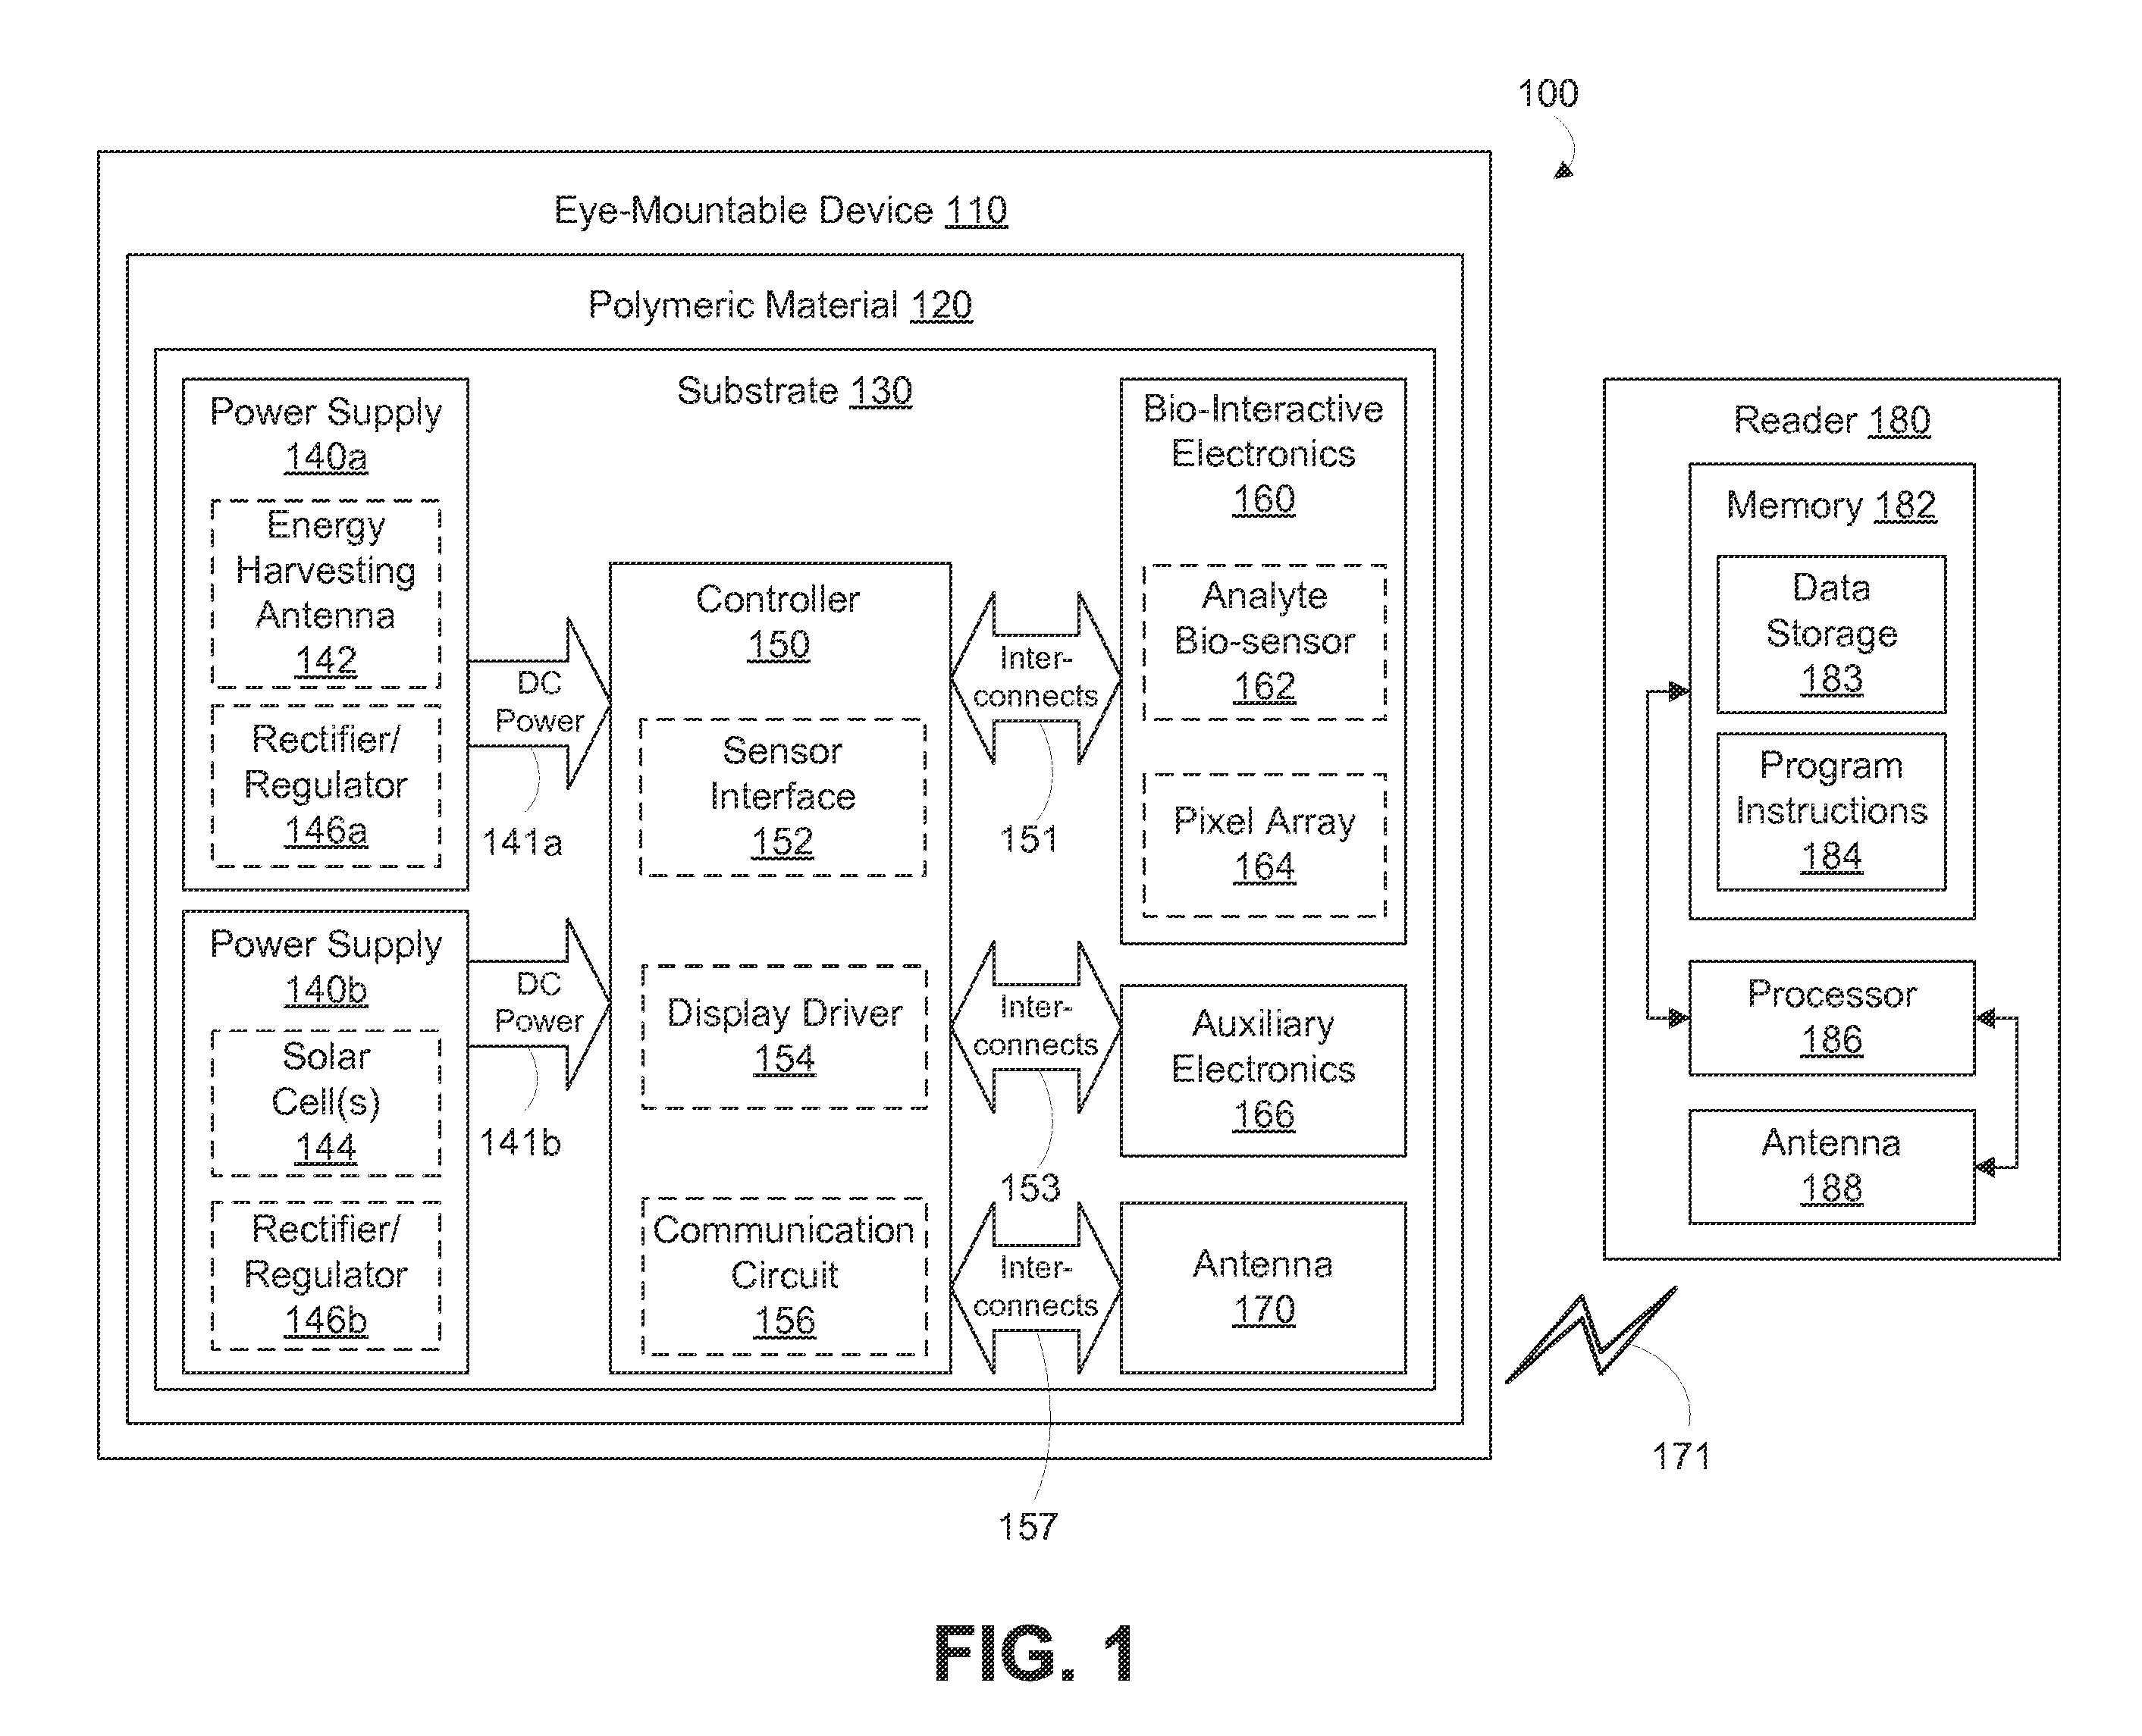 100
Eye-Mountable Device 110
Polymeric Material 120
Substrate 130
Power Supply
140a
Energy
Harvesting
Antenna
142
Rectifier/
Regulator
146a
DC
Power
141a
Power Supply
140b
Solar
Cell(s)
144
Rectifier/
Regulator
146b
DC
Power
141b
Controller
150
Sensor
Interface
152
Display Driver
154
Communication
Circuit
156
Inter-
connects
151
Inter-
connects
153
Inter-
connects
157
Bio-Interactive
Electronics
160
Analyte
Bio-sensor
162
Pixel Array
164
Auxiliary
Electronics
166
Antenna
170
Reader 180
Memory 182
Data
Storage
183
Program
Instructions
184
Processor
186
Antenna
188
171
FIG. 1